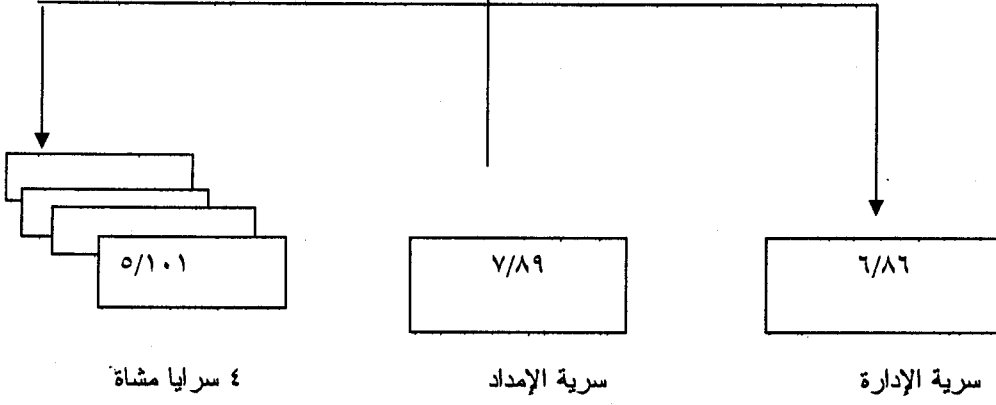 ٦/٨٦
٧/٨٩
٥/١٠١
سرية الإدارة
سرية الإمداد
٤ سرايا مشاة